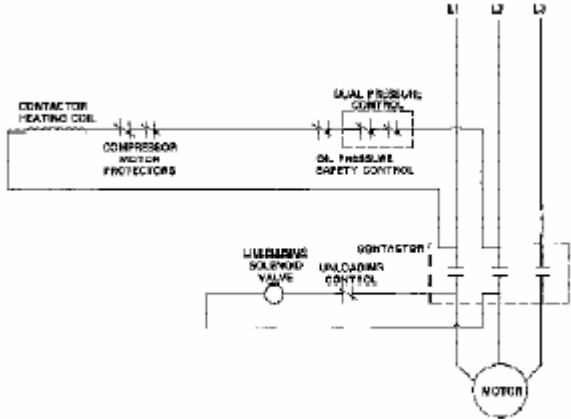 L1 L2 L3
DUAL PRESSURE
CONTROL
CONTACTOR
HEATING COIL
COMPRESSOR
MOTOR
PROTECTORS
OIL PRESSURE
SAFETY CONTROL
CONTACTOR
UNLOADING
SOLENOID
VALVE
UNLOADING
CONTROL
MOTOR